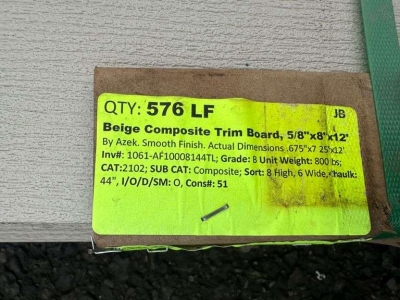 QTY: 576 LF
JB
Beige Composite Trim Board, 5/8"x8"x12'
By Azek. Smooth Finish. Actual Dimensions .675"x7.25"x12'.
Inv#: 1061-AF10008144TL; Grade: B Unit Weight: 800 lbs;
CAT:2102; SUB CAT: Composite; Sort: 8 High, 6 Wide, haulk:
44", I/O/D/SM: O, Cons#: 51